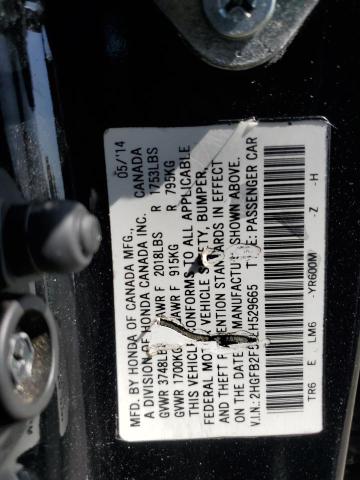 MFD. BY HONDA OF CANADA MFG., 05/'14
A DIVISION OF HONDA CANADA INC. CANADA
GVWR 3748LBS GAWR F 2018LBS R 1753LBS
GVWR 1700KG GAWR F 915KG R 795KG
THIS VEHICLE CONFORMS TO ALL APPLICABLE
FEDERAL MOTOR VEHICLE SAFETY, BUMPER,
AND THEFT PREVENTION STANDARDS IN EFFECT
ON THE DATE OF MANUFACTURE SHOWN ABOVE.
V.I.N.: 2HGFB2F5 EH529665 TYPE: PASSENGER CAR
TR6 E LM6 -YR600M -Z -H